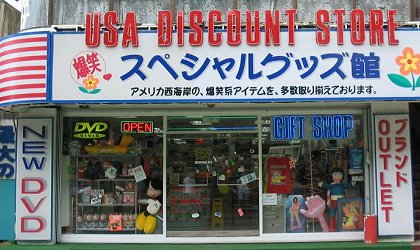 USA DISCOUNT STORE
爆笑
スペシャルグッズ館
アメリカ西海岸の、爆笑系アイテムを、多数取り揃えております。
DVD
OPEN
GIFT SHOP
NEW DVD
ブランド
OUTLET